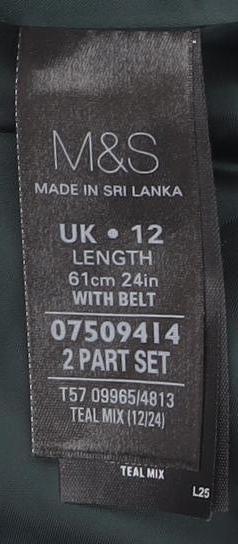 M&S
MADE IN SRI LANKA
UK • 12
LENGTH
61cm 24in
WITH BELT
07509414
2 PART SET
T57 09965/4813
TEAL MIX (12/24)
TEAL MIX
L25